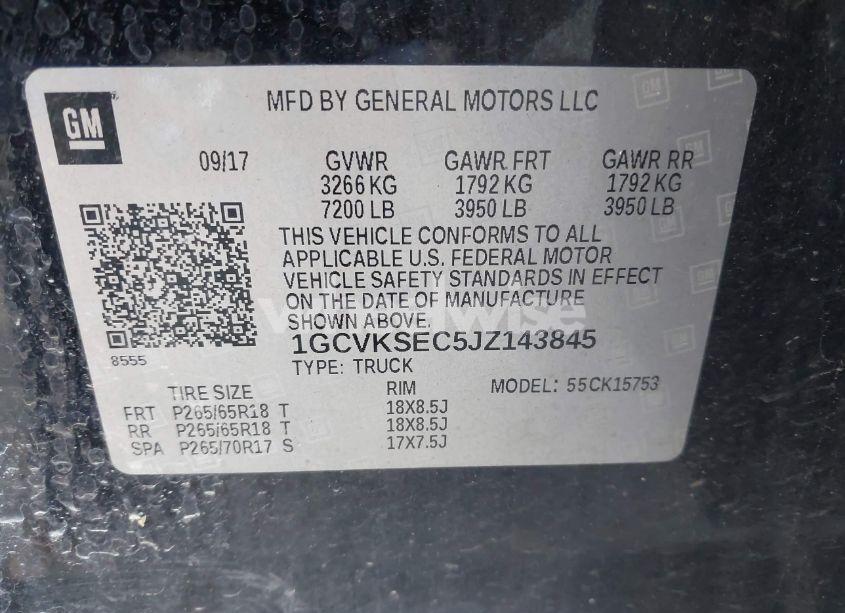 GM
MFD BY GENERAL MOTORS LLC
09/17 GVWR GAWR FRT GAWR RR
3266 KG 1792 KG 1792 KG
7200 LB 3950 LB 3950 LB
THIS VEHICLE CONFORMS TO ALL
APPLICABLE U.S. FEDERAL MOTOR
VEHICLE SAFETY STANDARDS IN EFFECT
ON THE DATE OF MANUFACTURE
SHOWN ABOVE.
1GCVKSEC5JZ143845
8555
TYPE: TRUCK
TIRE SIZE RIM MODEL: 55CK15753
FRT P265/65R18 T 18X8.5J
RR P265/65R18 T 18X8.5J
SPA P265/70R17 S 17X7.5J